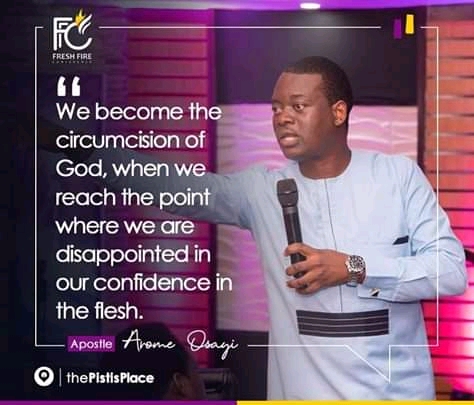 FRESH FIRE
CONFERENCE
We become the
circumcision of
God, when we
reach the point
where we are
disappointed in
our confidence in
the flesh.
Apostle Arome Osayi
thePistisPlace